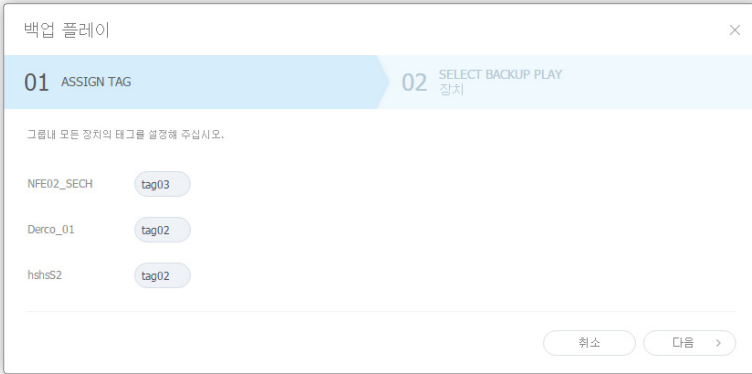 백업 플레이
01 ASSIGN TAG
02 SELECT BACKUP PLAY
장치
그룹내 모든 장치의 태그를 설정해 주십시오.
NFE02_SECH tag03
Derco_01 tag02
hshsS2 tag02
취소 다음 >